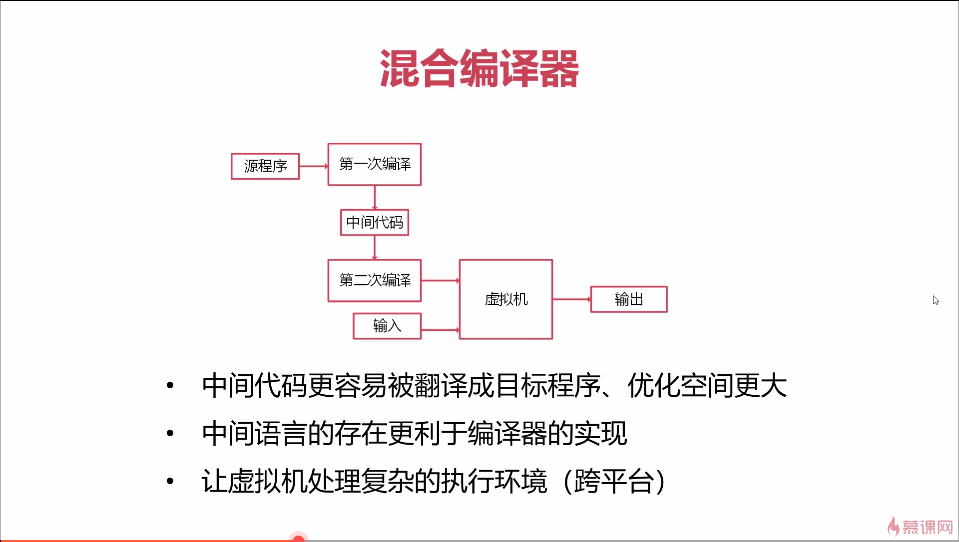 混合编译器
源程序
第一次编译
中间代码
第二次编译
虚拟机
输出
输入
• 中间代码更容易被翻译成目标程序、优化空间更大
• 中间语言的存在更利于编译器的实现
• 让虚拟机处理复杂的执行环境（跨平台）
慕课网